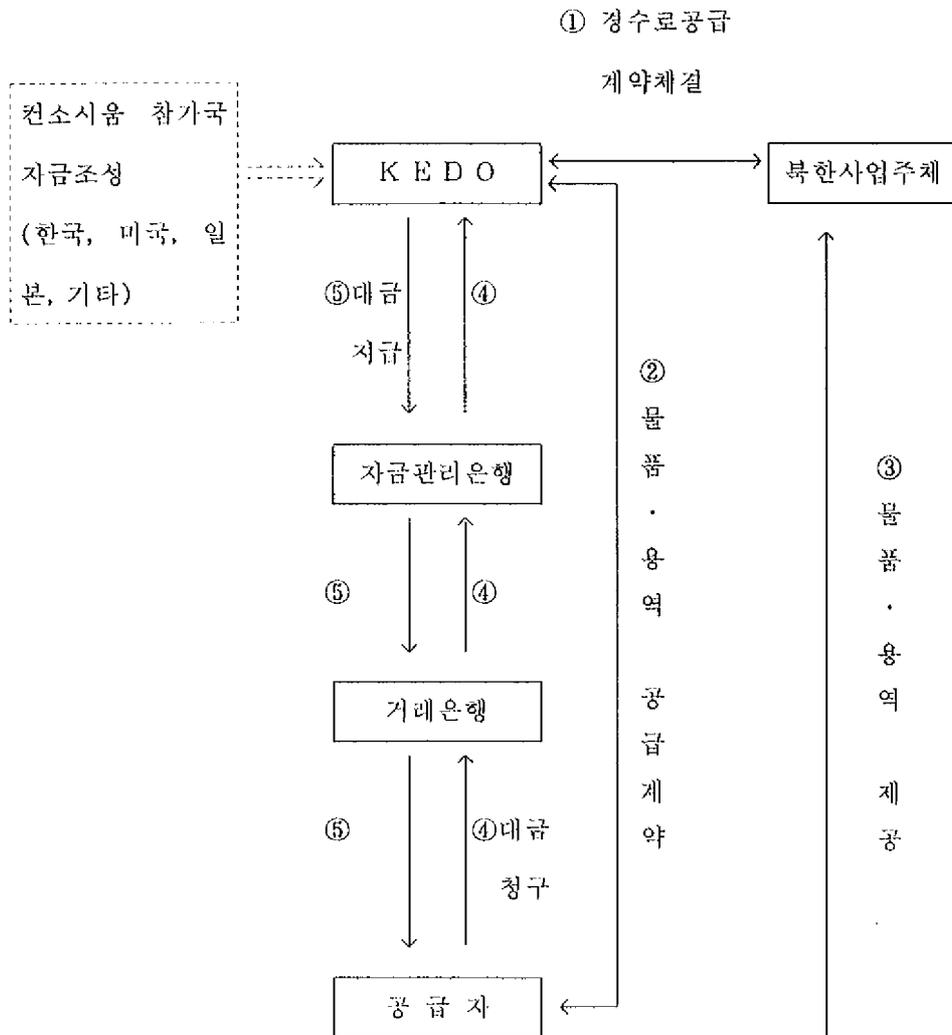 ① 경수로공급
계약체결
컨소시움 참가국
자금조성
(한국, 미국, 일
본, 기타)
K E D O
북한사업주체
⑤대금
지급
④
② 물품·용역 공급계약
③ 물품·용역 제공
자금관리은행
⑤
④
거래은행
⑤
④대금
청구
공 급 자